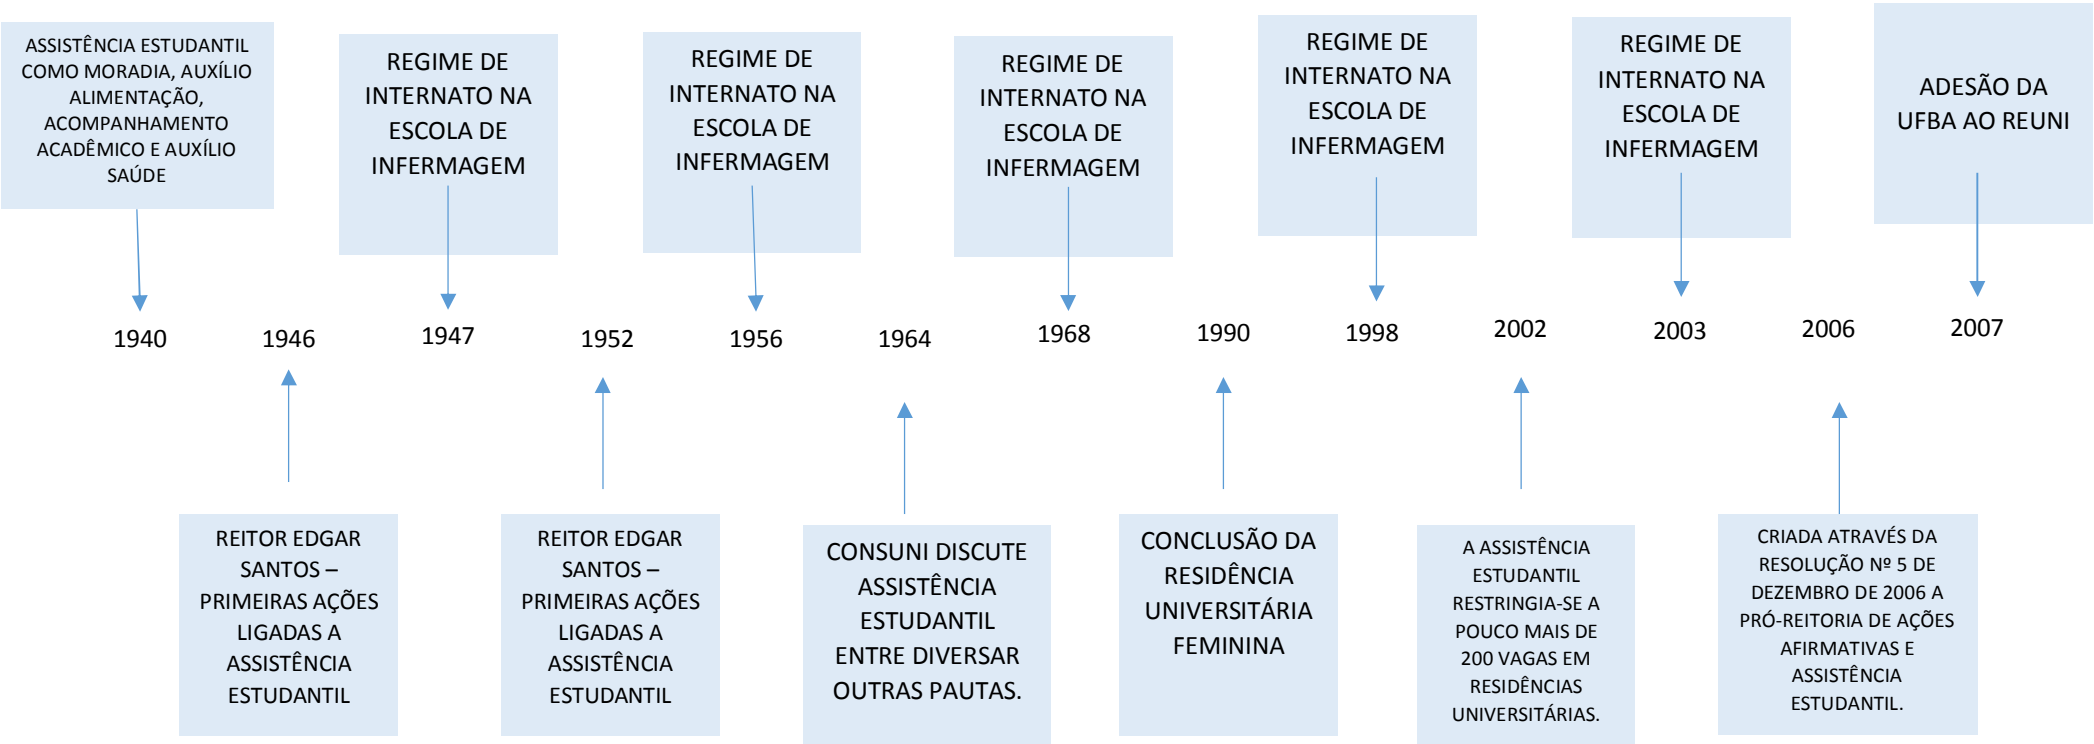 ASSISTÊNCIA ESTUDANTIL
COMO MORADIA, AUXÍLIO
ALIMENTAÇÃO,
ACOMPANHAMENTO
ACADÊMICO E AUXÍLIO
SAÚDE
REGIME DE
INTERNATO NA
ESCOLA DE
INFERMAGEM
REGIME DE
INTERNATO NA
ESCOLA DE
INFERMAGEM
REGIME DE
INTERNATO NA
ESCOLA DE
INFERMAGEM
REGIME DE
INTERNATO NA
ESCOLA DE
INFERMAGEM
REGIME DE
INTERNATO NA
ESCOLA DE
INFERMAGEM
ADESÃO DA
UFBA AO REUNI
1940
1946
1947
1952
1956
1964
1968
1990
1998
2002
2003
2006
2007
REITOR EDGAR
SANTOS –
PRIMEIRAS AÇÕES
LIGADAS A
ASSISTÊNCIA
ESTUDANTIL
REITOR EDGAR
SANTOS –
PRIMEIRAS AÇÕES
LIGADAS A
ASSISTÊNCIA
ESTUDANTIL
CONSUNI DISCUTE
ASSISTÊNCIA
ESTUDANTIL
ENTRE DIVERSAR
OUTRAS PAUTAS.
CONCLUSÃO DA
RESIDÊNCIA
UNIVERSITÁRIA
FEMININA
A ASSISTÊNCIA
ESTUDANTIL
RESTRINGIA-SE A
POUCO MAIS DE
200 VAGAS EM
RESIDÊNCIAS
UNIVERSITÁRIAS.
CRIADA ATRAVÉS DA
RESOLUÇÃO Nº 5 DE
DEZEMBRO DE 2006 A
PRÓ-REITORIA DE AÇÕES
AFIRMATIVAS E
ASSISTÊNCIA
ESTUDANTIL.